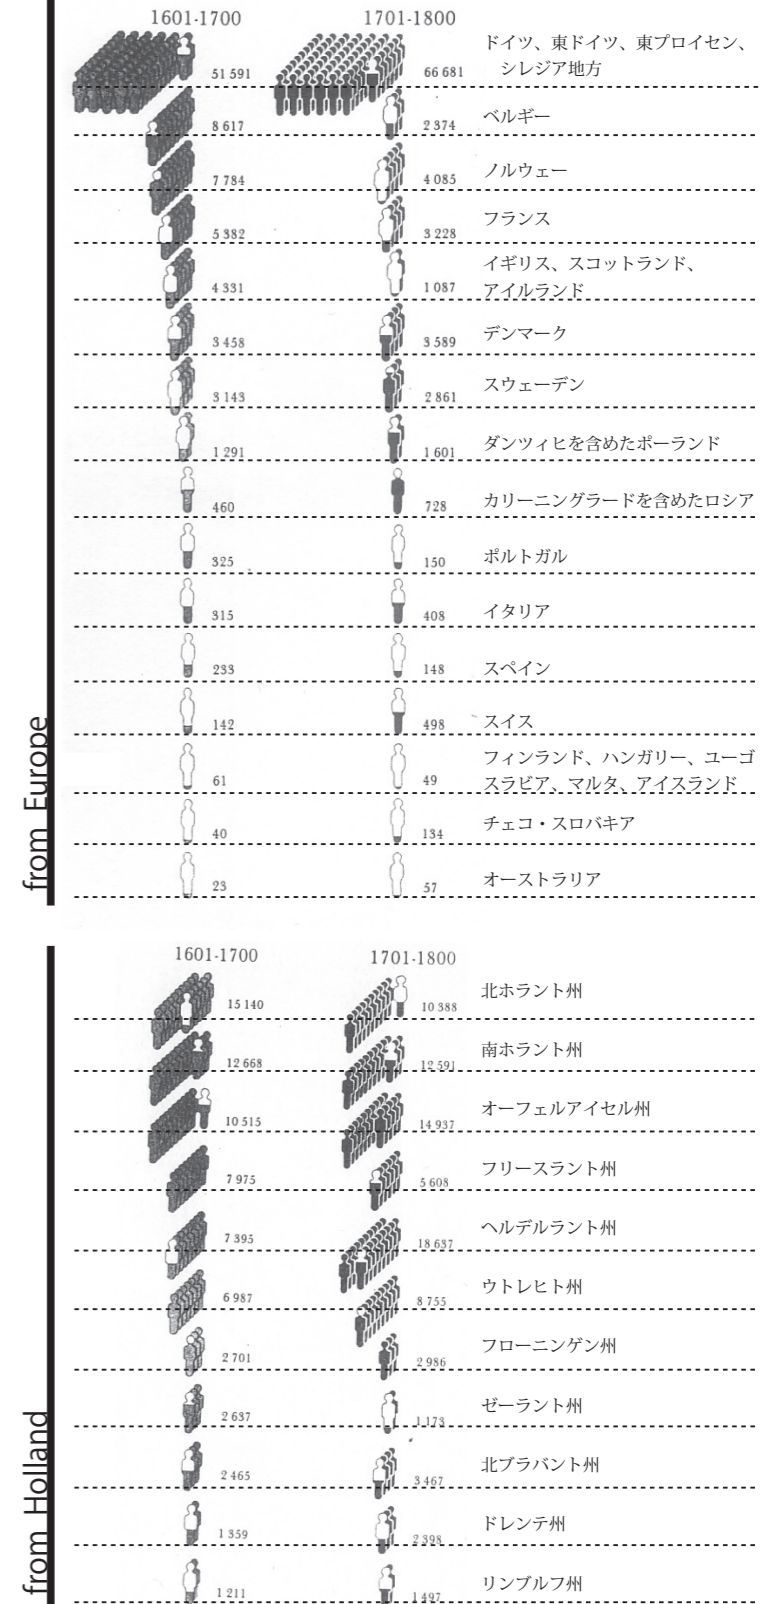 1601-1700 1701-1800
51 591 66 681 ドイツ、東ドイツ、東プロイセン、
シレジア地方
8 617 2 374 ベルギー
7 784 4 085 ノルウェー
5 382 3 228 フランス
イギリス、スコットランド、
4 331 1 087 アイルランド
3 458 3 589 デンマーク
3 143 2 861 スウェーデン
1 291 1 601 ダンツィヒを含めたポーランド
460 728 カリーニングラードを含めたロシア
325 150 ポルトガル
315 408 イタリア
233 148 スペイン
142 498 スイス
フィンランド、ハンガリー、ユーゴ
61 49 スラビア、マルタ、アイスランド
40 134 チェコ・スロバキア
23 57 オーストラリア
from Europe
1601-1700 1701-1800
15 140 10 388 北ホラント州
12 668 12 591 南ホラント州
10 515 14 937 オーフェルアイセル州
7 975 5 608 フリースラント州
7 395 18 637 ヘルデルラント州
6 987 8 755 ウトレヒト州
2 701 2 986 フローニンゲン州
2 637 1 173 ゼーラント州
2 465 3 467 北ブラバント州
1 359 2 398 ドレンテ州
1 211 1 497 リンブルフ州
from Holland